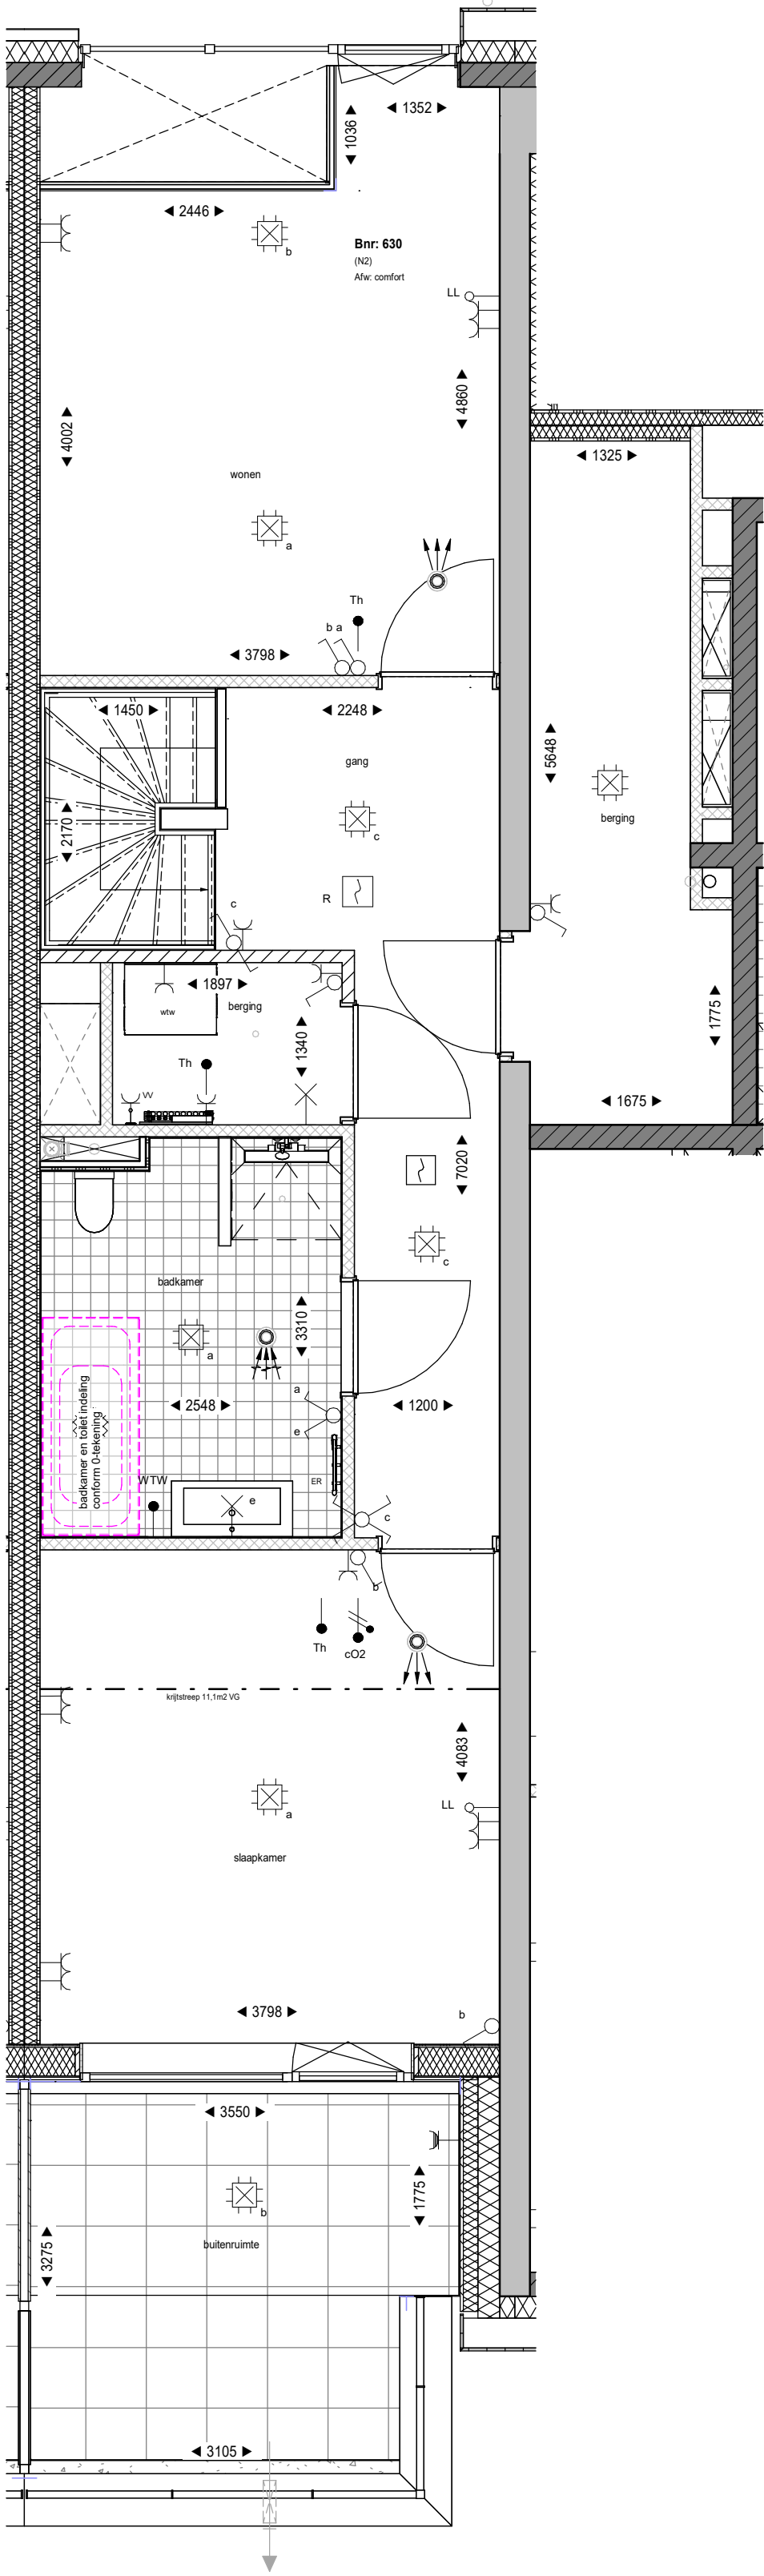 1352
1036
2446
b
Bnr: 630
(N2)
Afw: comfort
LL
4860
4002
1325
wonen
a
Th
b a
3798
1450
2248
gang
5648
berging
2170
c
R
c
1897
wtw
berging
1340
1775
Th
VV
1675
7020
c
badkamer
3310
a
a
2548
1200
e
badkamer en toilet indeling
conform 0-tekening
WTW
ER
e
c
b
Th
cO2
krijtstreep 11,1m2 VG
4083
a
LL
slaapkamer
3798
b
3550
1775
b
buitenruimte
3275
3105